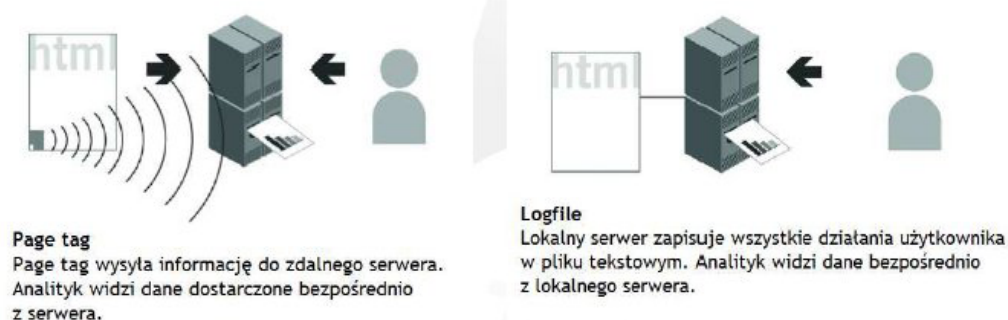 html
Page tag
Page tag wysyła informację do zdalnego serwera.
Analityk widzi dane dostarczone bezpośrednio
z serwera.
html
Logfile
Lokalny serwer zapisuje wszystkie działania użytkownika
w pliku tekstowym. Analityk widzi dane bezpośrednio
z lokalnego serwera.